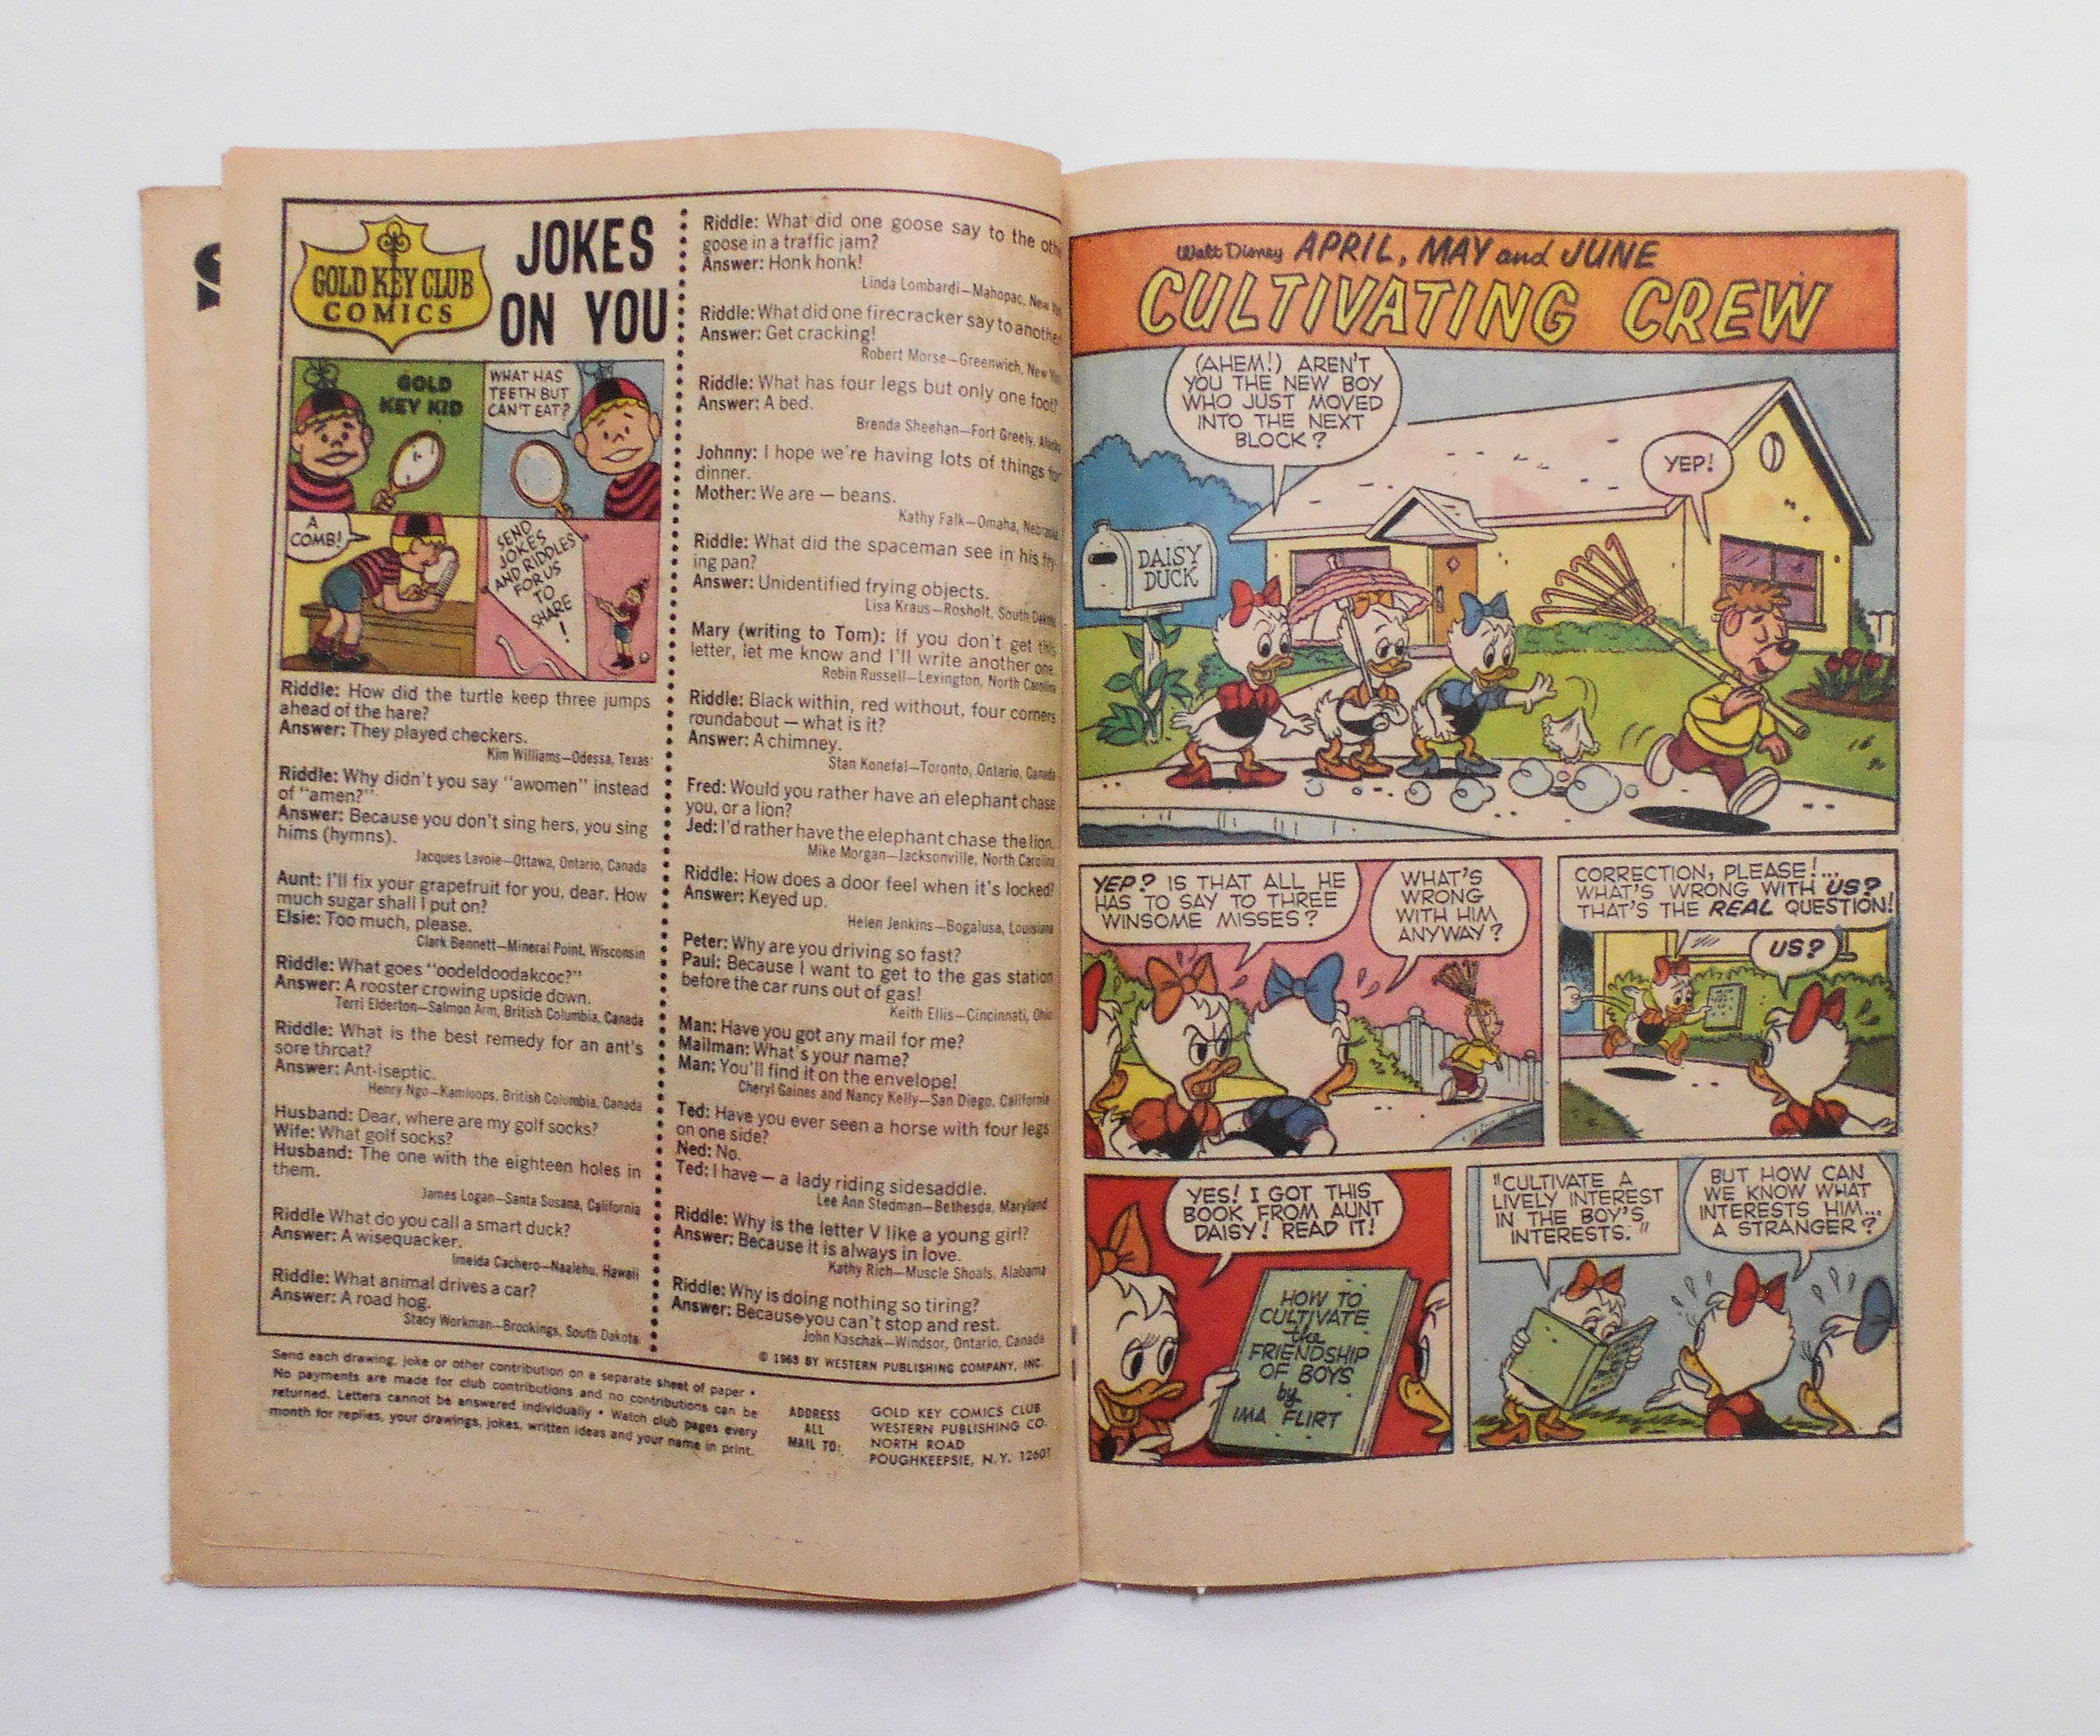 GOLD KEY CLUB
COMICS
JOKES
ON YOU
GOLD
KEY KID
WHAT HAS
TEETH BUT
CAN'T EAT?
A
COMB!
SEND
JOKES
AND RIDDLES
FOR US
TO
SHARE
!
Riddle: How did the turtle keep three jumps
ahead of the hare?
Answer: They played checkers.
Kim Williams—Odessa, Texas
Riddle: Why didn't you say "awomen" instead
of "amen?"
Answer: Because you don't sing hers, you sing
hims (hymns).
Jacques Lavoie—Ottawa, Ontario, Canada
Aunt: I'll fix your grapefruit for you, dear. How
much sugar shall I put on?
Elsie: Too much, please.
Clark Bennett—Mineral Point, Wisconsin
Riddle: What goes "oodeldoodakcoc?"
Answer: A rooster crowing upside down.
Terri Elderton—Salmon Arm, British Columbia, Canada
Riddle: What is the best remedy for an ant's
sore throat?
Answer: Ant-iseptic.
Henry Ngo—Kamloops, British Columbia, Canada
Husband: Dear, where are my golf socks?
Wife: What golf socks?
Husband: The one with the eighteen holes in
them.
James Logan—Santa Susana, California
Riddle What do you call a smart duck?
Answer: A wisequacker.
Imelda Cachero—Naalehu, Hawaii
Riddle: What animal drives a car?
Answer: A road hog.
Stacy Workman—Brookings, South Dakota
Riddle: What did one goose say to the
goose in a traffic jam?
Answer: Honk honk!
Linda Lombardi—Mahopac, New
Riddle: What did one firecracker say to another
Answer: Get cracking!
Robert Morse—Greenwich, New
Riddle: What has four legs but only one foot?
Answer: A bed.
Brenda Sheehan—Fort Greely, Alaska
Johnny: I hope we're having lots of things for
dinner.
Mother: We are — beans.
Kathy Falk—Omaha, Nebraska
Riddle: What did the spaceman see in his fry-
ing pan?
Answer: Unidentified frying objects.
Lisa Kraus—Rosholt, South Dakota
Mary (writing to Tom): If you don't get this
letter, let me know and I'll write another one.
Robin Russell—Lexington, North Carolina
Riddle: Black within, red without, four corners
roundabout — what is it?
Answer: A chimney.
Stan Konefal—Toronto, Ontario, Canada
Fred: Would you rather have an elephant chase
you, or a lion?
Jed: I'd rather have the elephant chase the lion.
Mike Morgan—Jacksonville, North Carolina
Riddle: How does a door feel when it's locked?
Answer: Keyed up.
Helen Jenkins—Bogalusa, Louisiana
Peter: Why are you driving so fast?
Paul: Because I want to get to the gas station
before the car runs out of gas!
Keith Ellis—Cincinnati, Ohio
Man: Have you got any mail for me?
Mailman: What's your name?
Man: You'll find it on the envelope!
Cheryl Gaines and Nancy Kelly—San Diego, California
Ted: Have you ever seen a horse with four legs
on one side?
Ned: No.
Ted: I have — a lady riding sidesaddle.
Lee Ann Stedman—Bethesda, Maryland
Riddle: Why is the letter V like a young girl?
Answer: Because it is always in love.
Kathy Rich—Muscle Shoals, Alabama
Riddle: Why is doing nothing so tiring?
Answer: Because you can't stop and rest.
John Kaschak—Windsor, Ontario, Canada
BY WESTERN PUBLISHING COMPANY, INC.
Send each drawing, joke or other contribution on a separate sheet of paper •
No payments are made for club contributions and no contributions can be
returned. Letters cannot be answered individually • Watch club pages every
month for replies, your drawings, jokes, written ideas and your name in print.
ADDRESS
ALL
MAIL TO:
GOLD KEY COMICS CLUB
WESTERN PUBLISHING CO.
NORTH ROAD
POUGHKEEPSIE, N.Y. 12601
Walt Disney APRIL, MAY and JUNE
CULTIVATING CREW
(AHEM!) AREN'T
YOU THE NEW BOY
WHO JUST MOVED
INTO THE NEXT
BLOCK?
YEP!
DAISY
DUCK
YEP? IS THAT ALL HE
HAS TO SAY TO THREE
WINSOME MISSES?
WHAT'S
WRONG
WITH HIM,
ANYWAY?
CORRECTION, PLEASE!...
WHAT'S WRONG WITH US?
THAT'S THE REAL QUESTION!
US?
YES! I GOT THIS
BOOK FROM AUNT
DAISY! READ IT!
HOW TO
CULTIVATE
the
FRIENDSHIP
OF BOYS
by
IMA FLIRT
"CULTIVATE A
LIVELY INTEREST
IN THE BOY'S
INTERESTS."
BUT HOW CAN
WE KNOW WHAT
INTERESTS HIM...
A STRANGER?